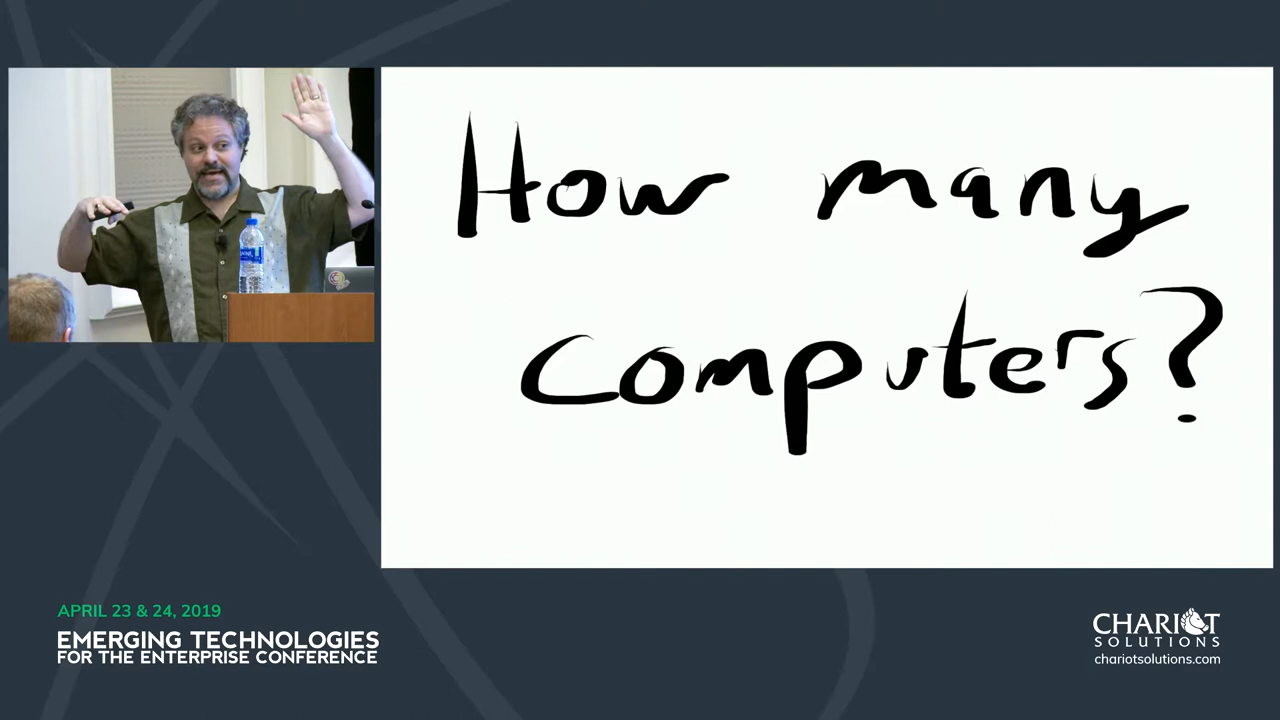 How many
computers?
APRIL 23 & 24, 2019
EMERGING TECHNOLOGIES
FOR THE ENTERPRISE CONFERENCE
CHARIOT
SOLUTIONS
chariotsolutions.com